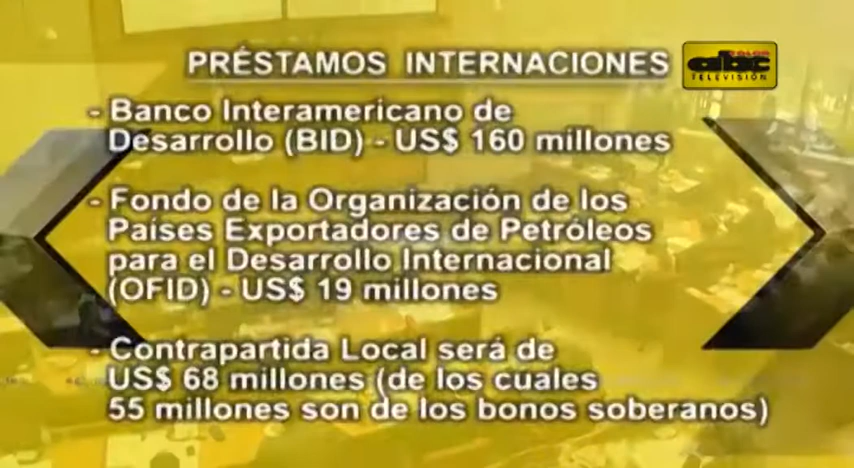 PRÉSTAMOS INTERNACIONES
COLOR
abc
TELEVISIÓN
- Banco Interamericano de
Desarrollo (BID) - US$ 160 millones
- Fondo de la Organización de los
Países Exportadores de Petróleos
para el Desarrollo Internacional
(OFID) - US$ 19 millones
- Contrapartida Local será de
US$ 68 millones (de los cuales
55 millones son de los bonos soberanos)